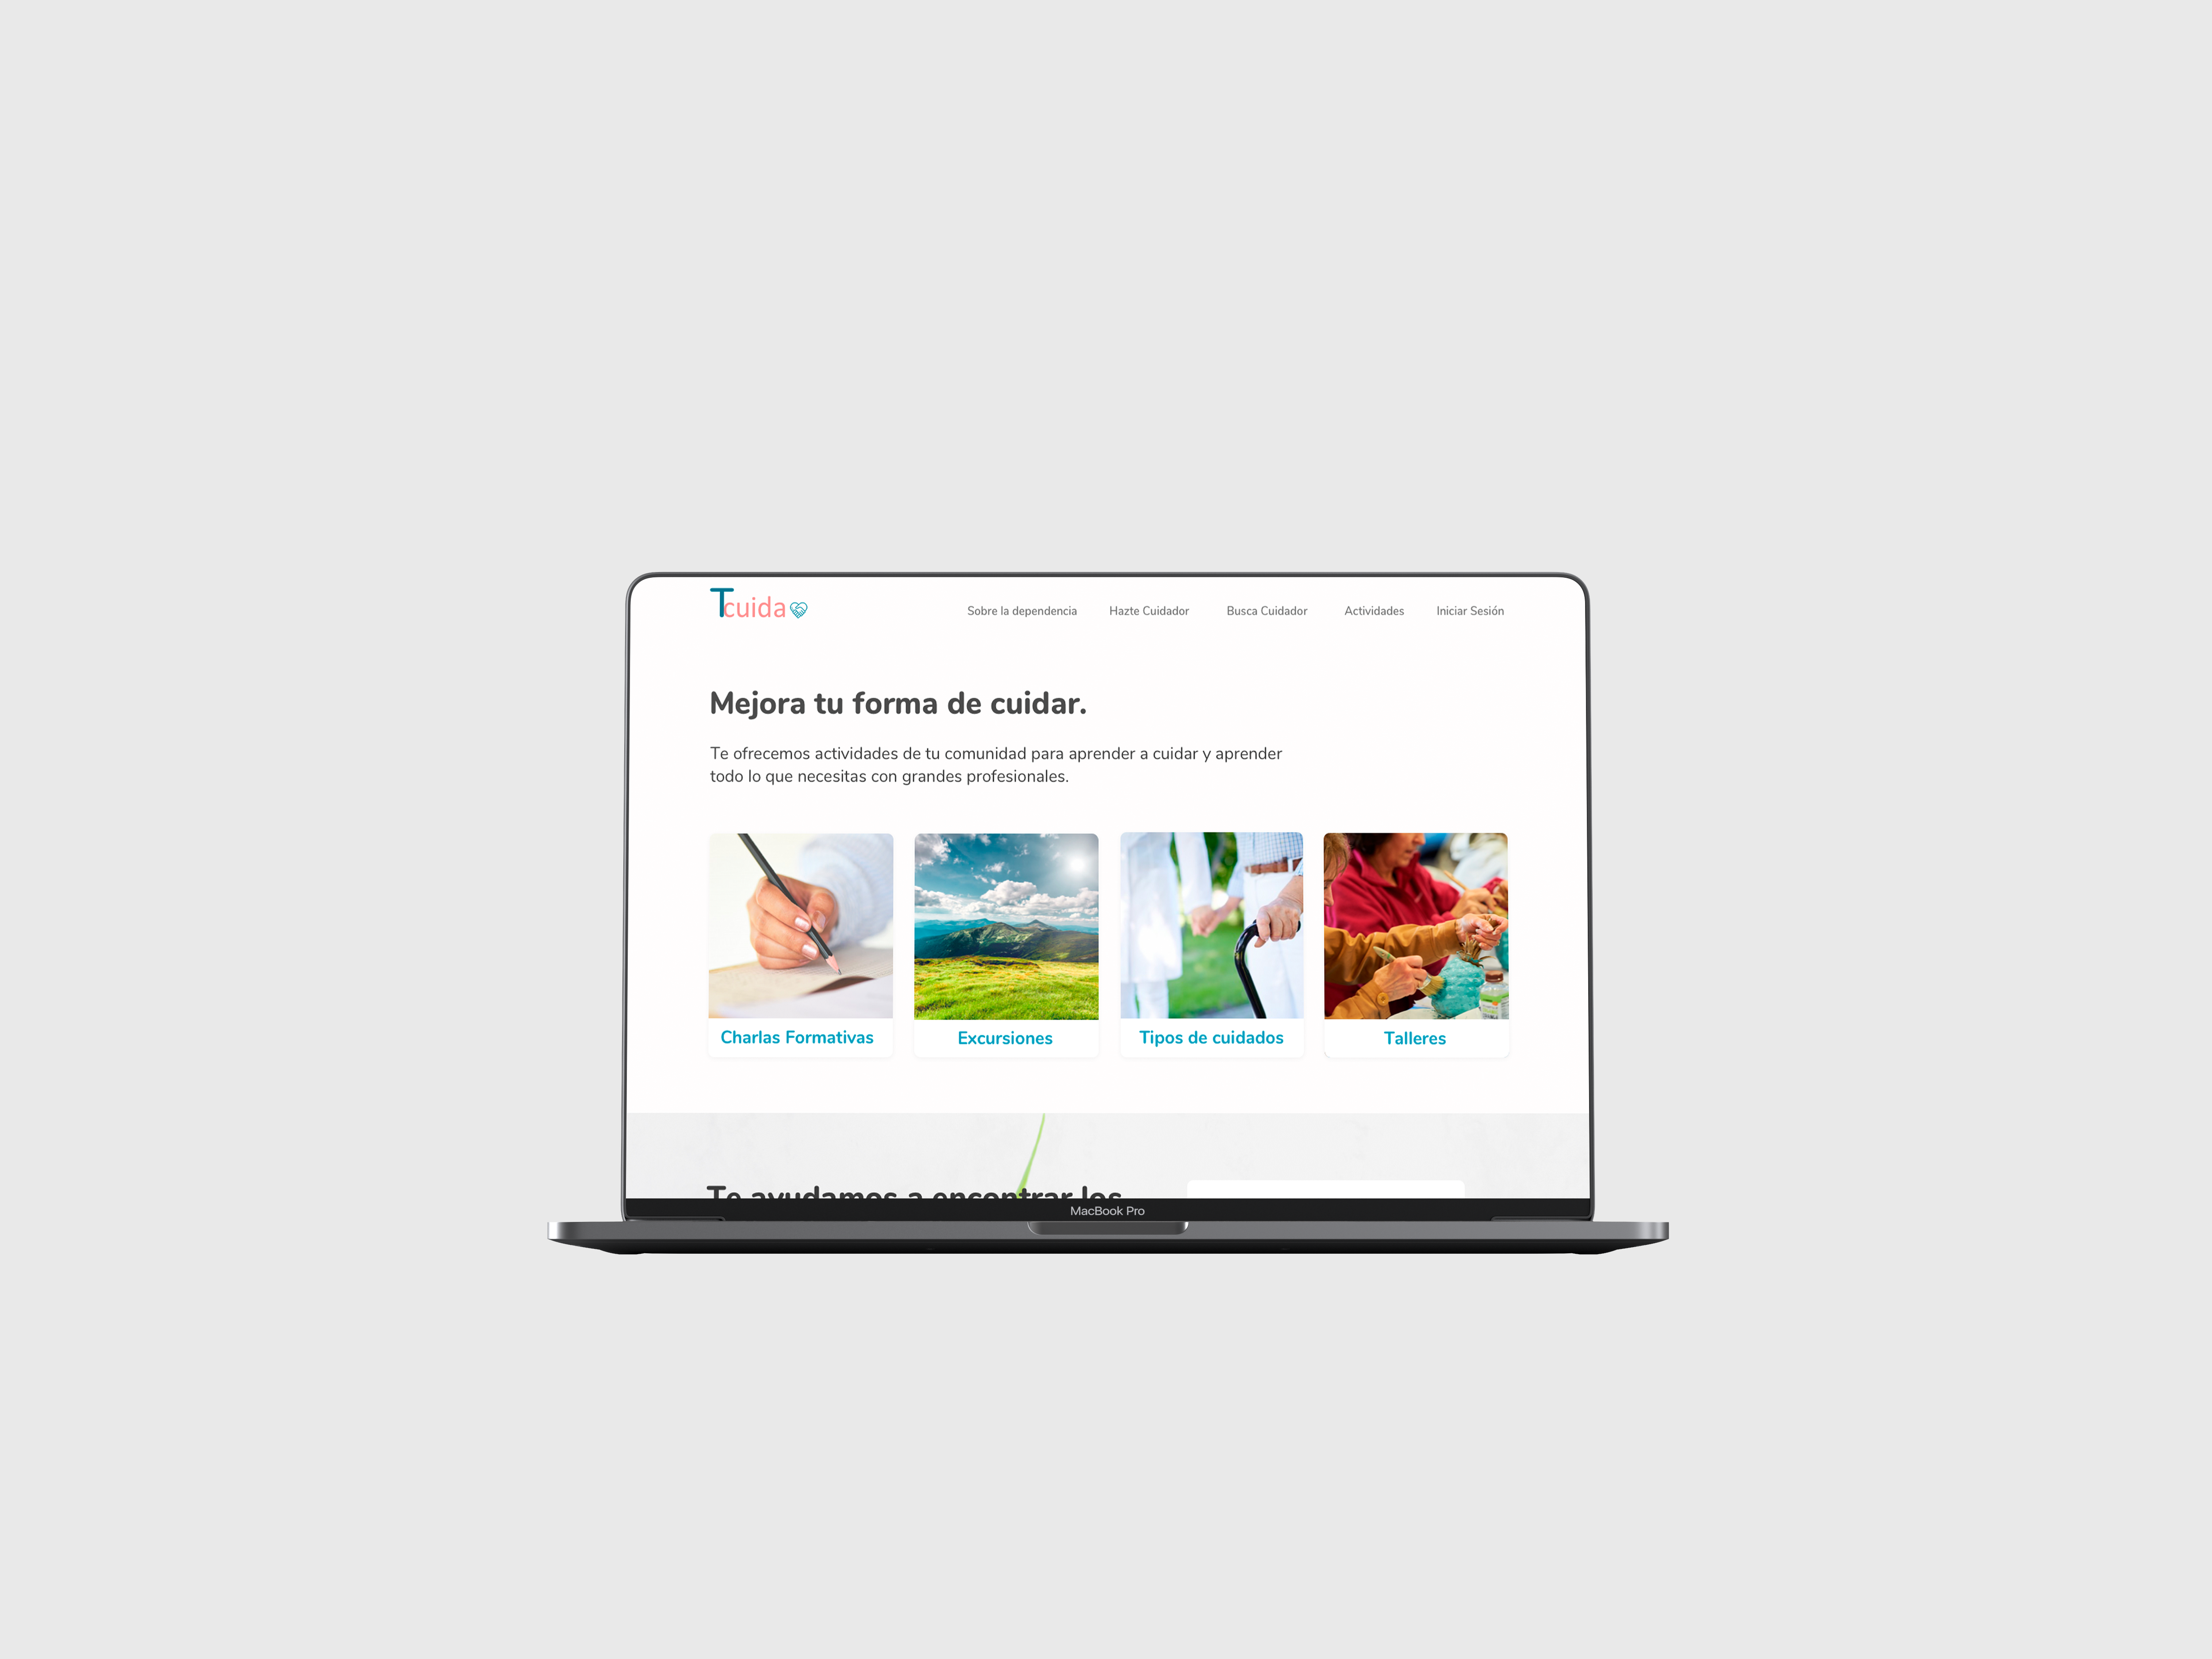 Tcuida
Sobre la dependencia
Hazte Cuidador
Busca Cuidador
Actividades
Iniciar Sesión
Mejora tu forma de cuidar.
Te ofrecemos actividades de tu comunidad para aprender a cuidar y aprender
todo lo que necesitas con grandes profesionales.
Charlas Formativas
Excursiones
Tipos de cuidados
Talleres
Te ayudamos a encontrar los
MacBook Pro